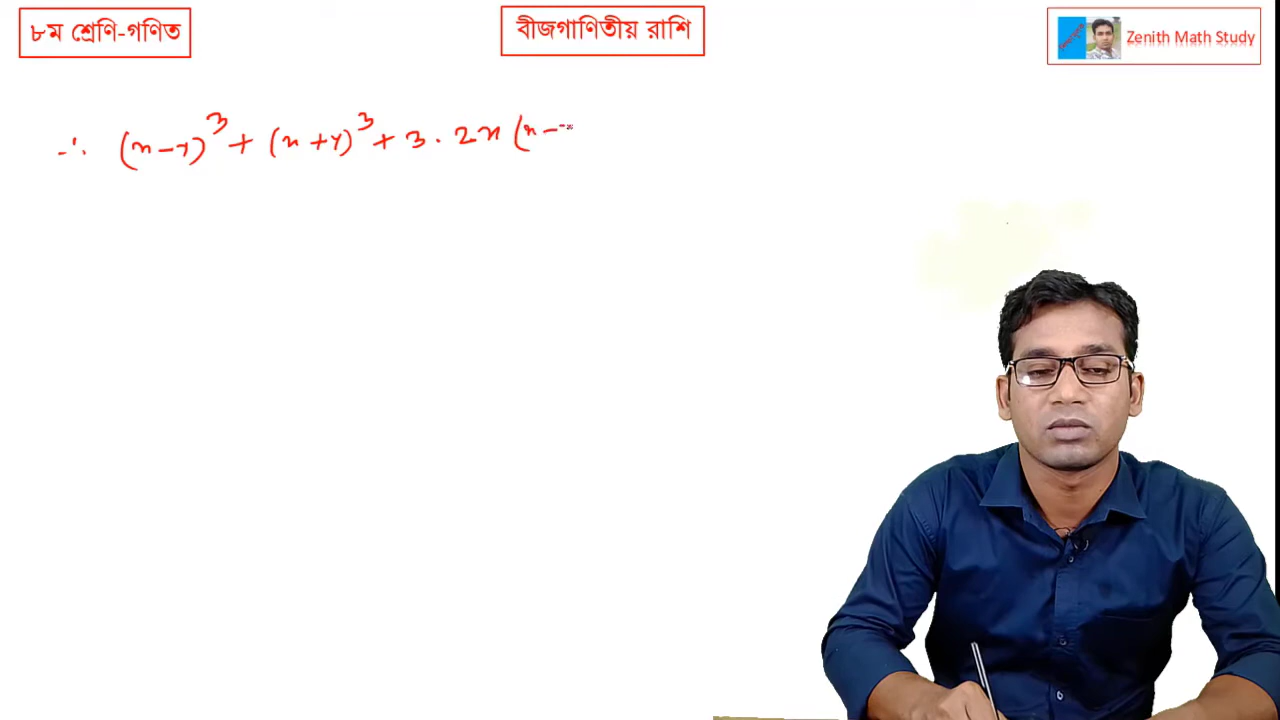 ৮ম শ্রেণি-গণিত
বীজগাণিতীয় রাশি
Zenith Math Study
∴ (x-y)³ + (x+y)³ + 3.2x (x-